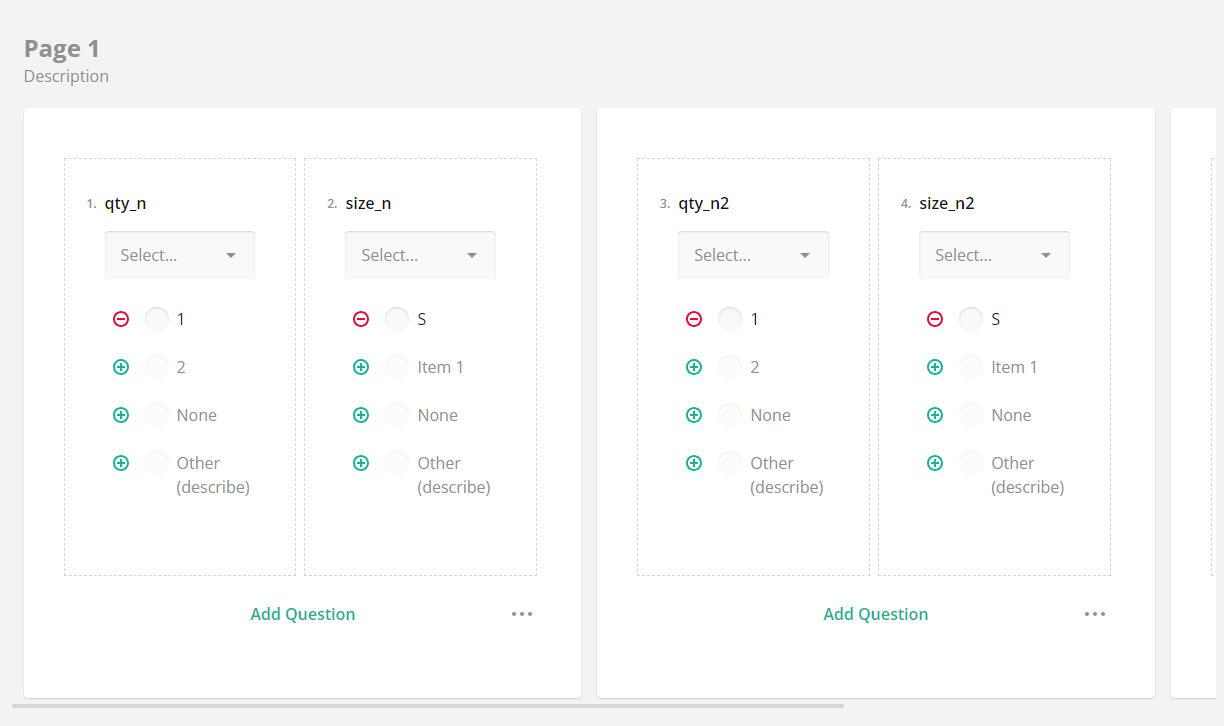 Page 1
Description
1. qty_n
Select...
1
2
None
Other
(describe)
2. size_n
Select...
S
Item 1
None
Other
(describe)
Add Question
3. qty_n2
Select...
1
2
None
Other
(describe)
4. size_n2
Select...
S
Item 1
None
Other
(describe)
Add Question